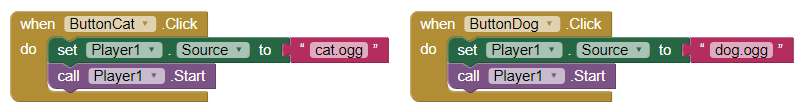 when ButtonCat .Click
do set Player1 . Source to " cat.ogg "
call Player1 .Start
when ButtonDog .Click
do set Player1 . Source to " dog.ogg "
call Player1 .Start